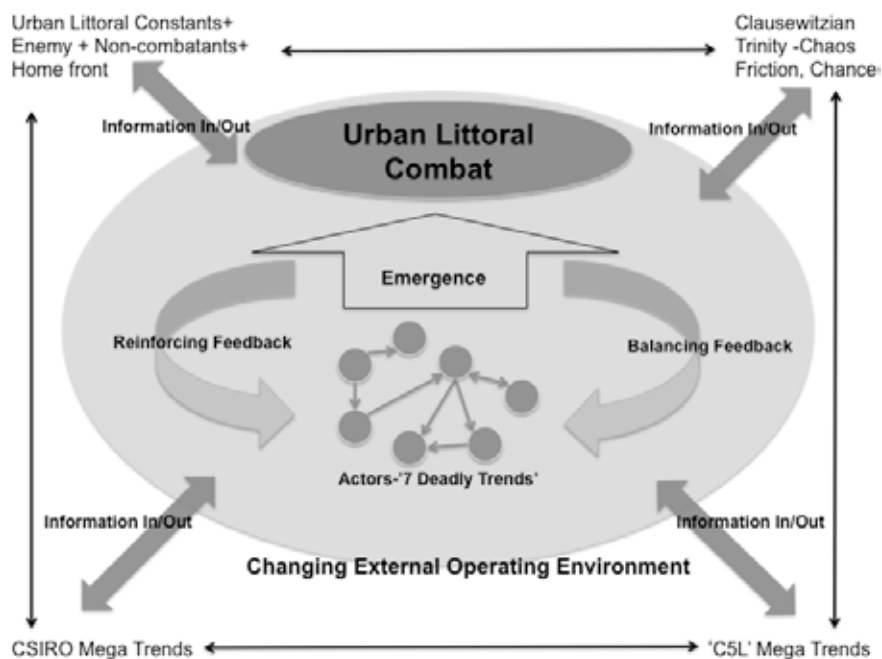 Urban Littoral Constants+
Enemy + Non-combatants+
Home front
Clausewitzian
Trinity -Chaos
Friction, Chance-
Information In/Out
Information In/Out
Urban Littoral
Combat
Emergence
Reinforcing Feedback
Balancing Feedback
Actors-'7 Deadly Trends'
Information In/Out
Information In/Out
Changing External Operating Environment
CSIRO Mega Trends
'C5L' Mega Trends